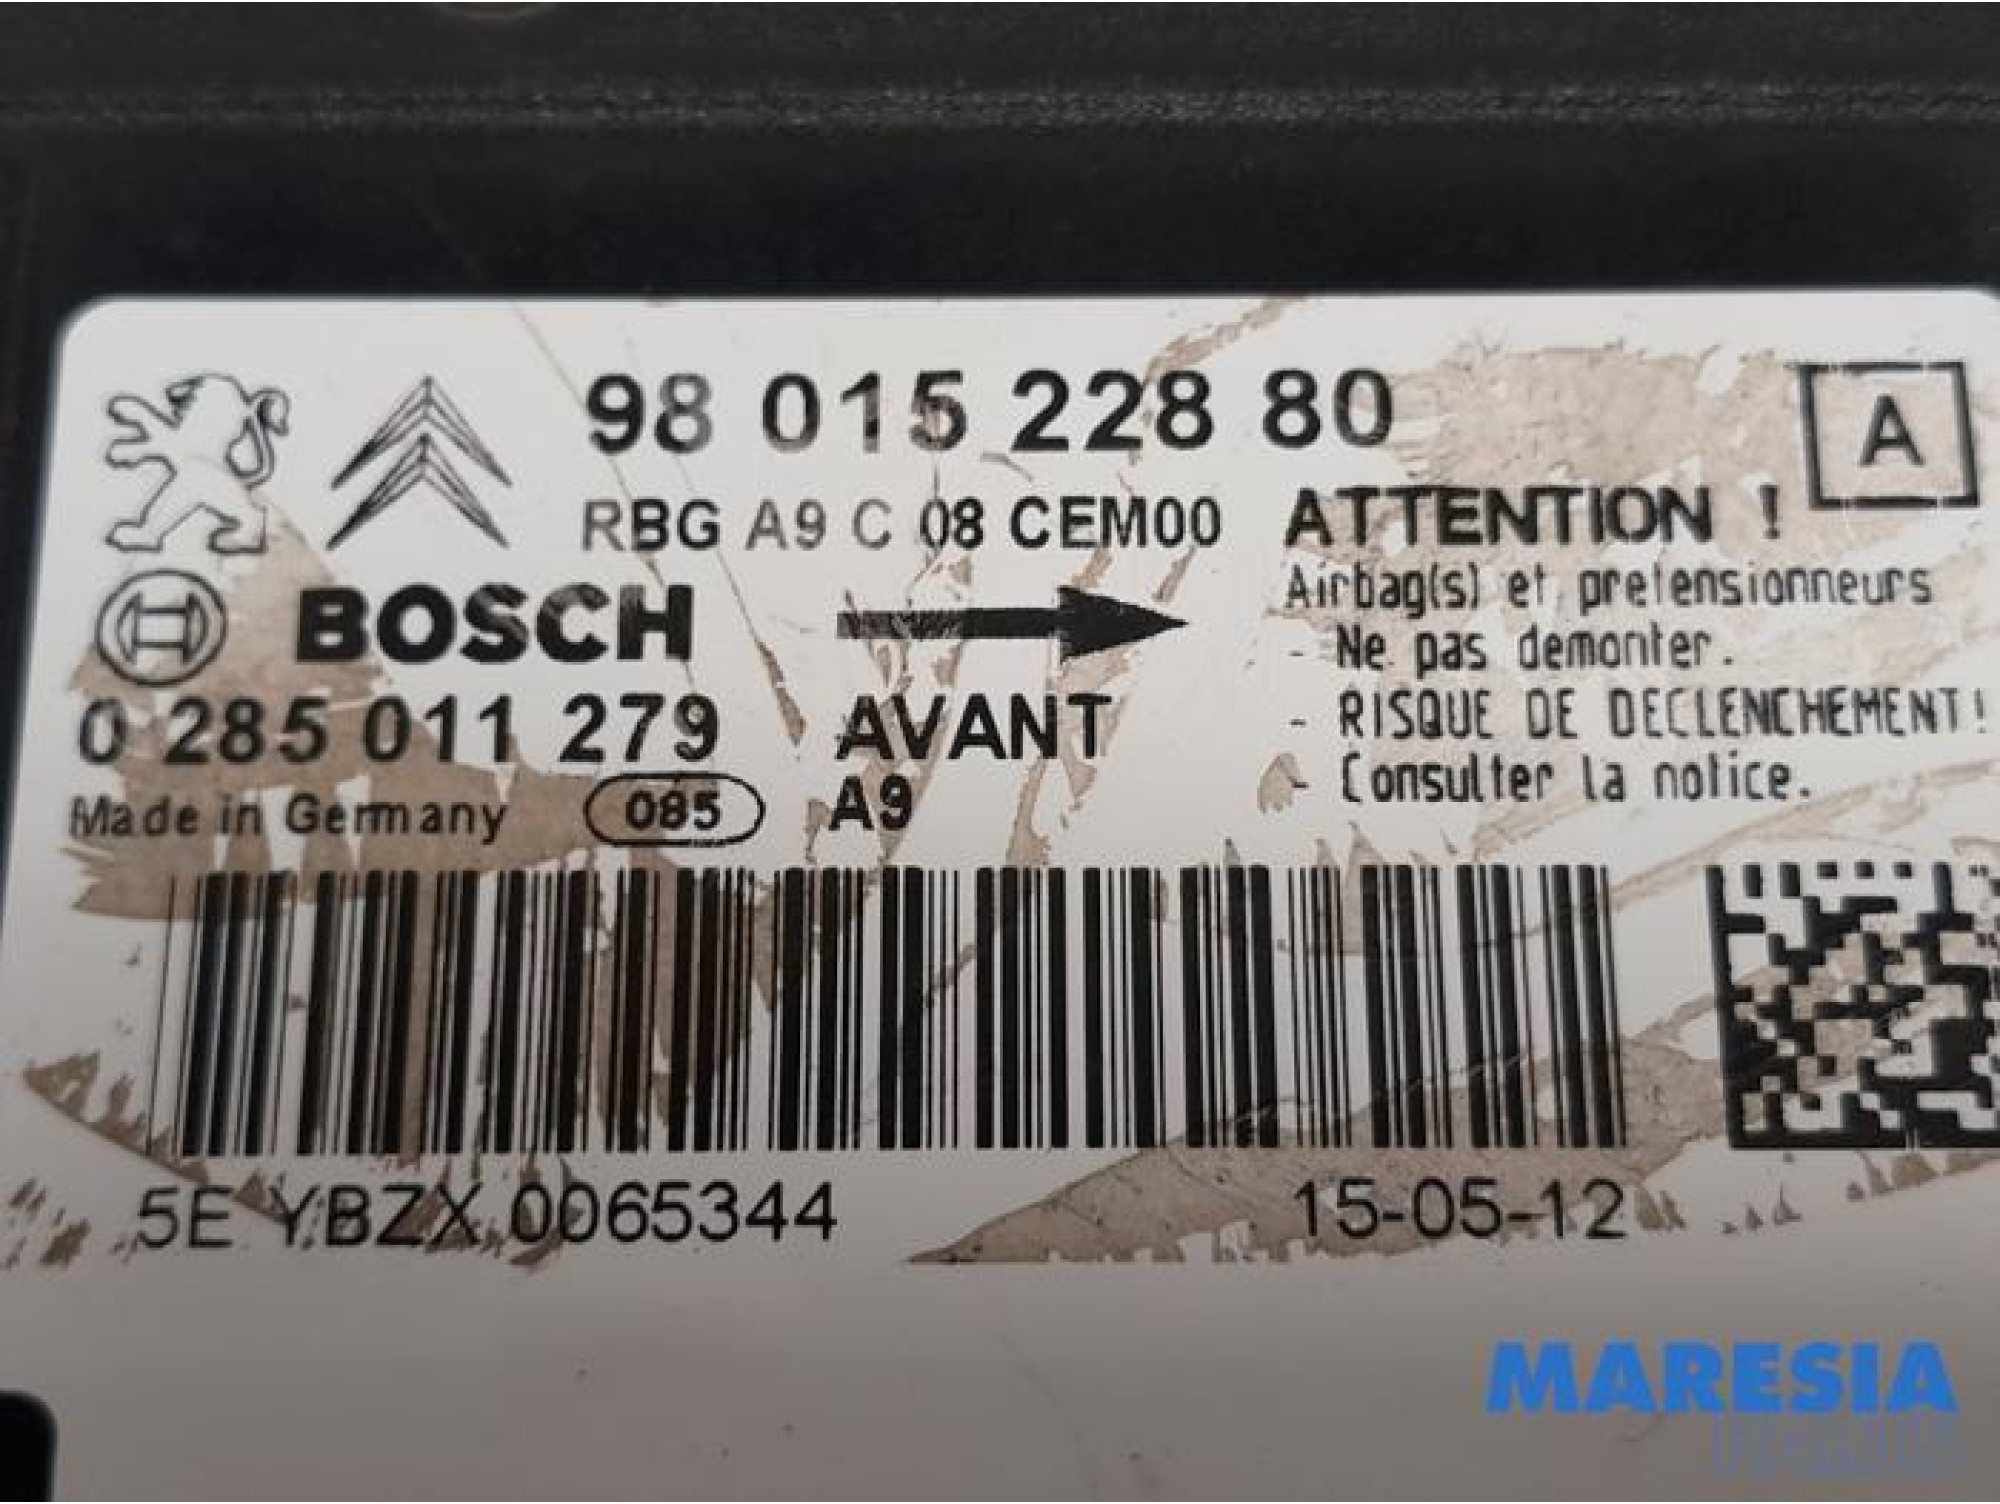 98 015 228 80
A
RBG A9 C 08 CEM00
ATTENTION !
Airbag(s) et pretensionneurs
- Ne pas demonter.
- RISQUE DE DECLENCHEMENT!
- Consulter la notice.
BOSCH
0 285 011 279
AVANT
Made in Germany
085
A9
5E YBZX 0065344
15-05-12
MARESIA